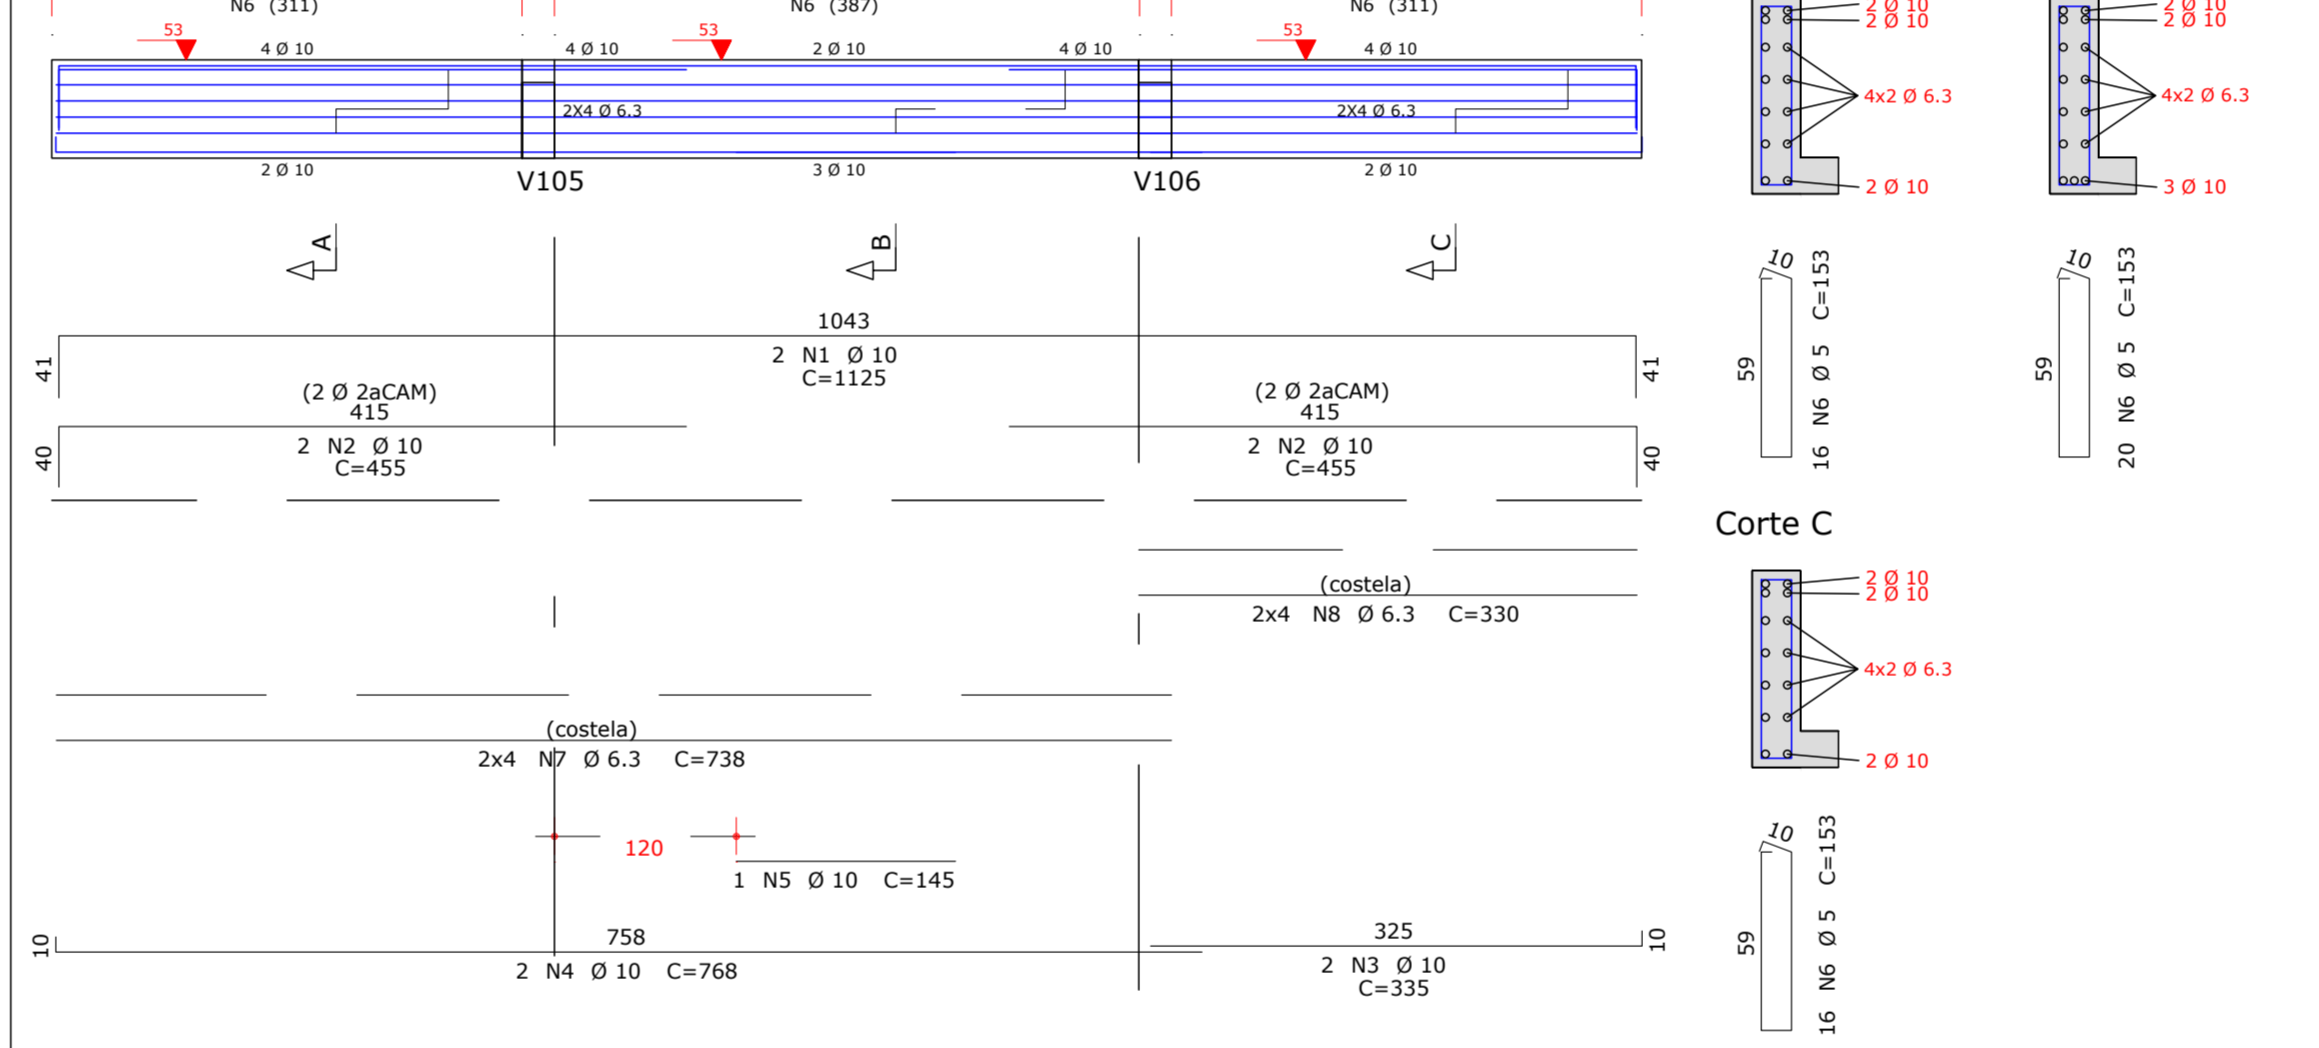 N6 (311)
N6 (387)
N6 (311)
53
53
53
4 Ø 10
4 Ø 10
2 Ø 10
4 Ø 10
4 Ø 10
2X4 Ø 6.3
2X4 Ø 6.3
2 Ø 10
3 Ø 10
2 Ø 10
V105
V106
A
B
C
1043
2 N1 Ø 10
C=1125
41
41
(2 Ø 2aCAM)
415
2 N2 Ø 10
C=455
40
(2 Ø 2aCAM)
415
2 N2 Ø 10
C=455
40
(costela)
2x4 N8 Ø 6.3 C=330
(costela)
2x4 N7 Ø 6.3 C=738
120
1 N5 Ø 10 C=145
10
758
2 N4 Ø 10 C=768
325
2 N3 Ø 10
C=335
10
2 Ø 10
2 Ø 10
4x2 Ø 6.3
2 Ø 10
2 Ø 10
2 Ø 10
4x2 Ø 6.3
3 Ø 10
10
59
16 N6 Ø 5 C=153
10
59
20 N6 Ø 5 C=153
Corte C
2 Ø 10
2 Ø 10
4x2 Ø 6.3
2 Ø 10
10
59
16 N6 Ø 5 C=153